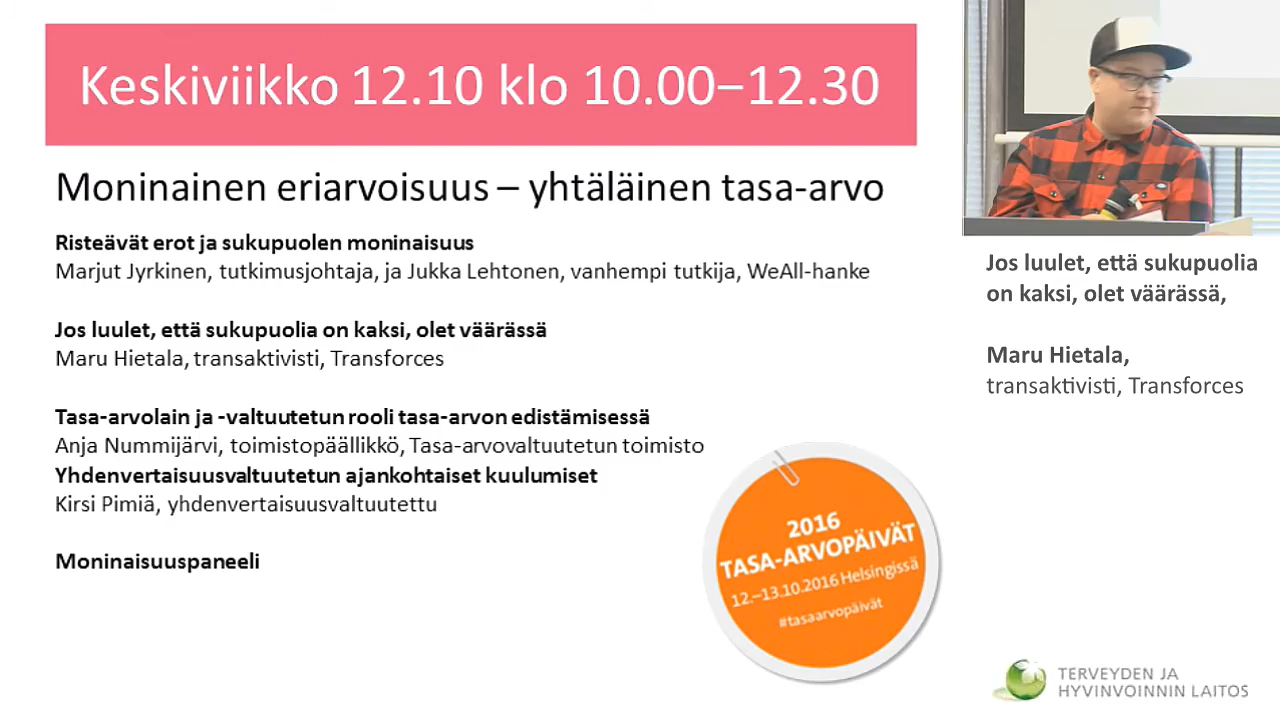 Keskiviikko 12.10 klo 10.00–12.30
Moninainen eriarvoisuus – yhtäläinen tasa-arvo
Risteävät erot ja sukupuolen moninaisuus
Marjut Jyrkinen, tutkimusjohtaja, ja Jukka Lehtonen, vanhempi tutkija, WeAll-hanke
Jos luulet, että sukupuolia on kaksi, olet väärässä
Maru Hietala, transaktivisti, Transforces
Tasa-arvolain ja -valtuutetun rooli tasa-arvon edistämisessä
Anja Nummijärvi, toimistopäällikkö, Tasa-arvovaltuutetun toimisto
Yhdenvertaisuusvaltuutetun ajankohtaiset kuulumiset
Kirsi Pimiä, yhdenvertaisuusvaltuutettu
Moninaisuuspaneeli
2016
TASA-ARVOPÄIVÄT
12.–13.10.2016 Helsingissä
#tasaarvopäivät
Jos luulet, että sukupuolia
on kaksi, olet väärässä,
Maru Hietala,
transaktivisti, Transforces
TERVEYDEN JA
HYVINVOINNIN LAITOS